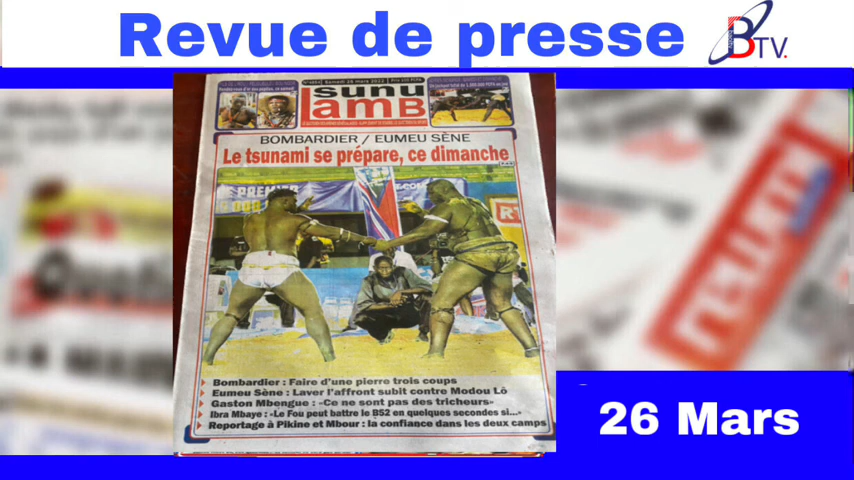 Revue de presse
BTV.
sunu
lamB
BOMBARDIER / EUMEU SÈNE
Le tsunami se prépare, ce dimanche
Bombardier : Faire d'une pierre trois coups
Eumeu Sène : Laver l'affront subit contre Modou Lô
Gaston Mbengue : «Ce ne sont pas des tricheurs»
Ibra Mbaye : «Le Fou peut battre le B52 en quelques secondes si...»
Reportage à Pikine et Mbour : la confiance dans les deux camps
26 Mars